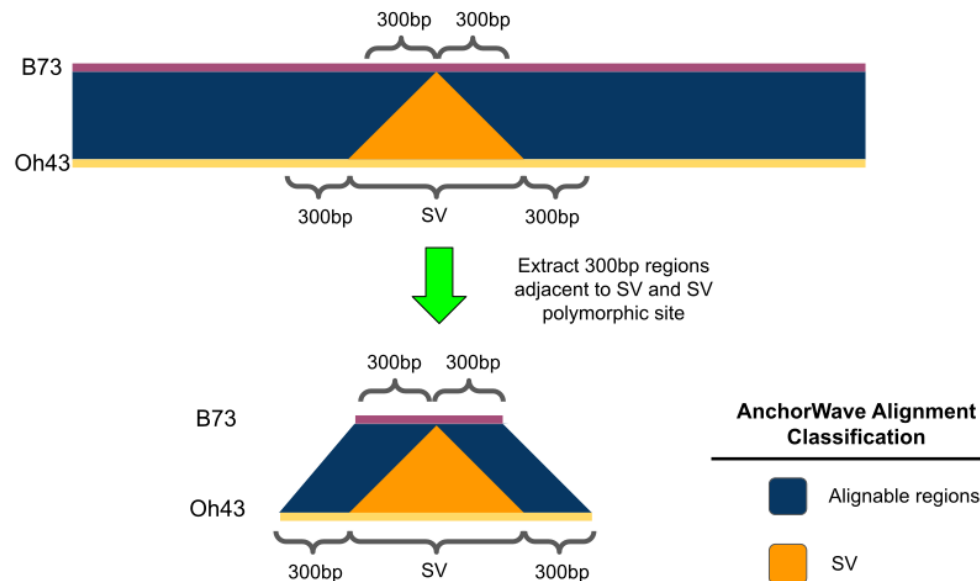 300bp 300bp
B73
Oh43
300bp SV 300bp
Extract 300bp regions
adjacent to SV and SV
polymorphic site
300bp 300bp
B73
Oh43
300bp SV 300bp
AnchorWave Alignment
Classification
Alignable regions
SV